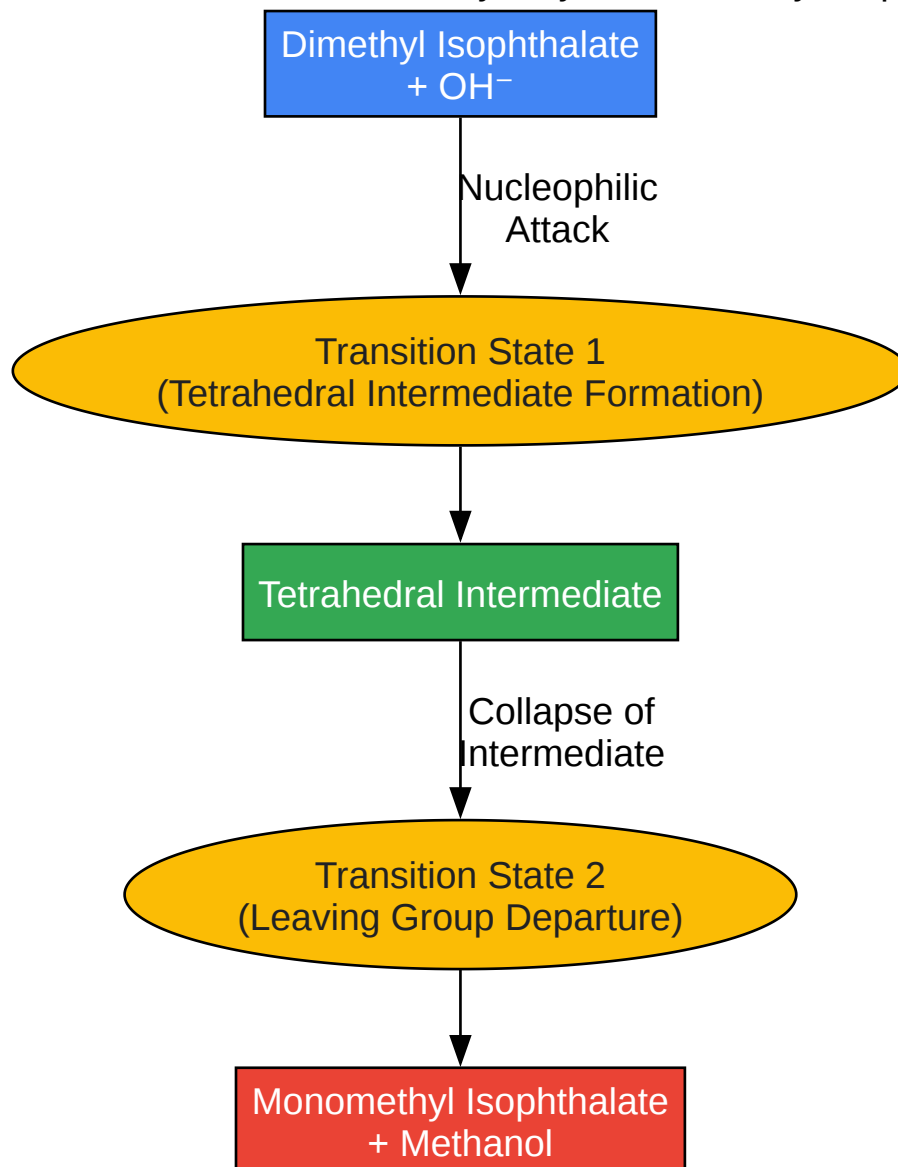 Dimethyl Isophthalate
+ OH⁻
Nucleophilic
Attack
Transition State 1
(Tetrahedral Intermediate Formation)
Tetrahedral Intermediate
Collapse of
Intermediate
Transition State 2
(Leaving Group Departure)
Monomethyl Isophthalate
+ Methanol